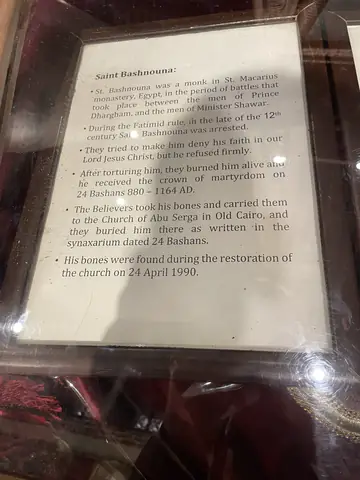 Saint Bashnouna:
• St. Bashnouna was a monk in St. Macarius
monastery, Egypt, in the period of battles that
took place between the men of Prince
Dhargham, and the men of Minister Shawar.
• During the Fatimid rule, in the late of the 12th
century Saint Bashnouna was arrested.
• They tried to make him deny his faith in our
Lord Jesus Christ, but he refused firmly.
• After torturing him, they burned him alive and
he received the crown of martyrdom on
24 Bashans 880 – 1164 AD.
• The Believers took his bones and carried them
to the Church of Abu Serga in Old Cairo, and
they buried him there as written in the
synaxarium dated 24 Bashans.
• His bones were found during the restoration of
the church on 24 April 1990.